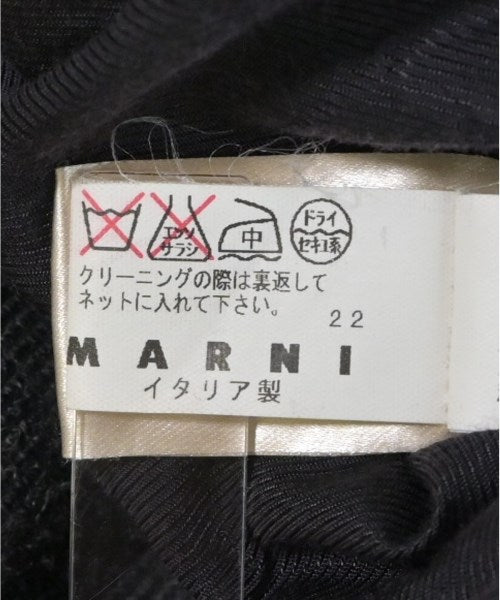 エンソ
サラシ
中
ドライ
セキユ系
クリーニングの際は裏返して
ネットに入れて下さい。
22
MARNI
イタリア製